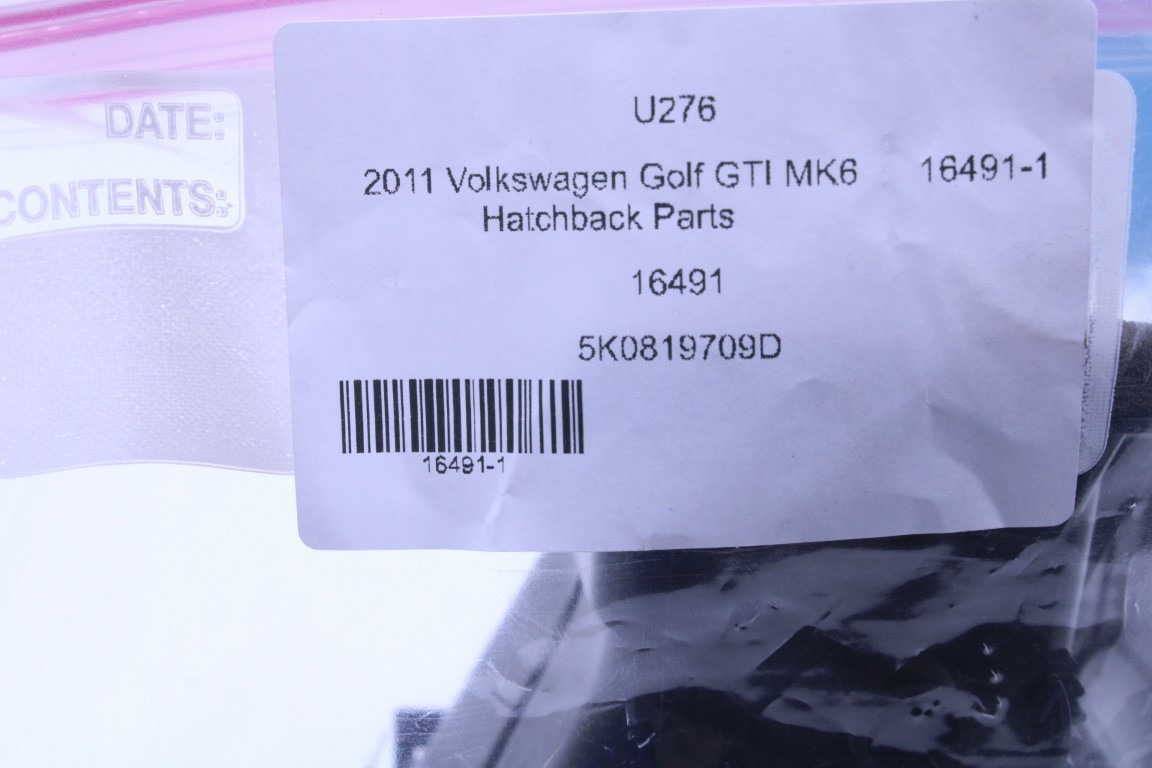 DATE:
CONTENTS:
U276
2011 Volkswagen Golf GTI MK6 16491-1
Hatchback Parts
16491
5K0819709D
16491-1